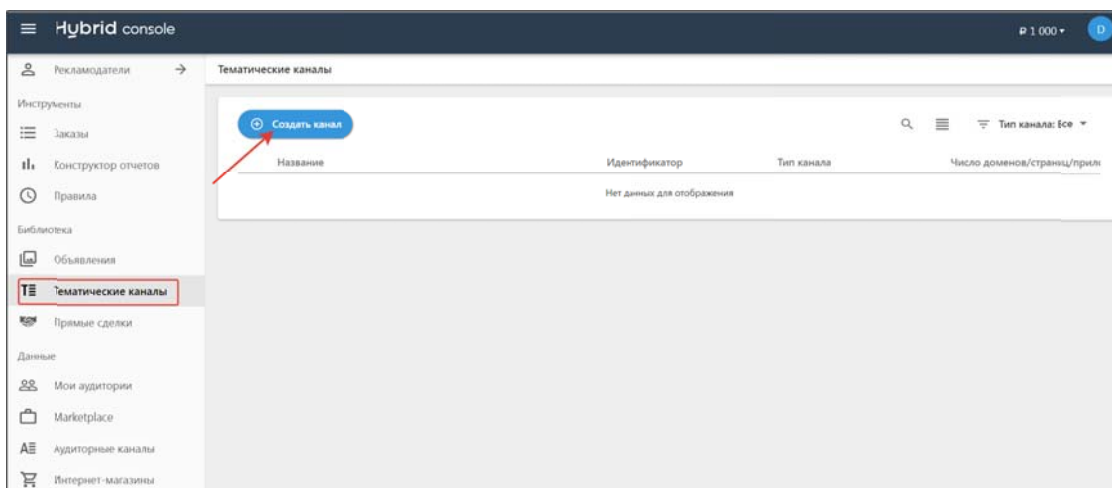 Hybrid console
₽ 1 000
D
Рекламодатели
Тематические каналы
Инструменты
Создать канал
Тип канала: Все
Заказы
Название
Идентификатор
Тип канала
Число доменов/страниц/прил
Конструктор отчетов
Нет данных для отображения
Правила
Библиотека
Объявления
Тематические каналы
Прямые сделки
Данные
Мои аудитории
Marketplace
Аудиторные каналы
Интернет-магазины